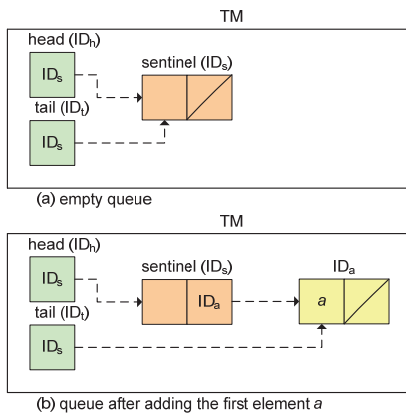 TM
head (IDh)
IDs
sentinel (IDs)
tail (IDt)
IDs
(a) empty queue
TM
head (IDh)
IDs
sentinel (IDs)
IDa
IDa
a
tail (IDt)
IDs
(b) queue after adding the first element a